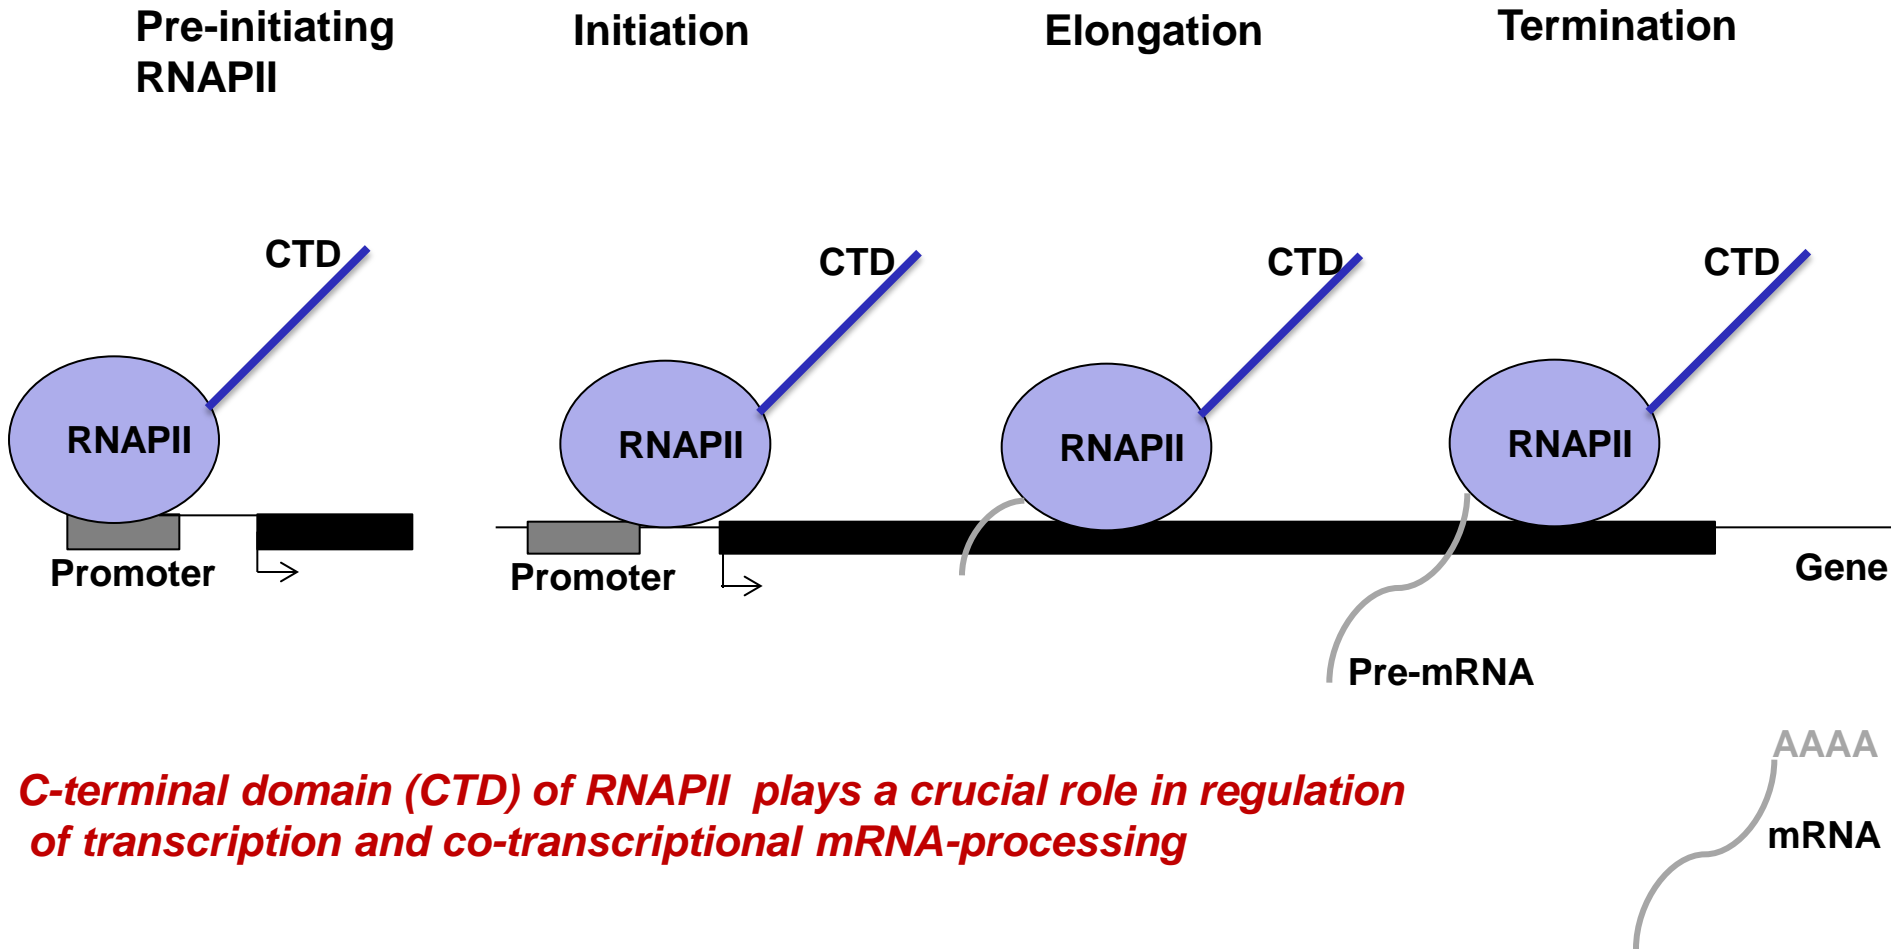 Pre-initiating
RNAPII
Initiation
Elongation
Termination
CTD
CTD
CTD
CTD
RNAPII
RNAPII
RNAPII
RNAPII
Promoter
Promoter
Gene
Pre-mRNA
AAAA
mRNA
C-terminal domain (CTD) of RNAPII plays a crucial role in regulation
of transcription and co-transcriptional mRNA-processing